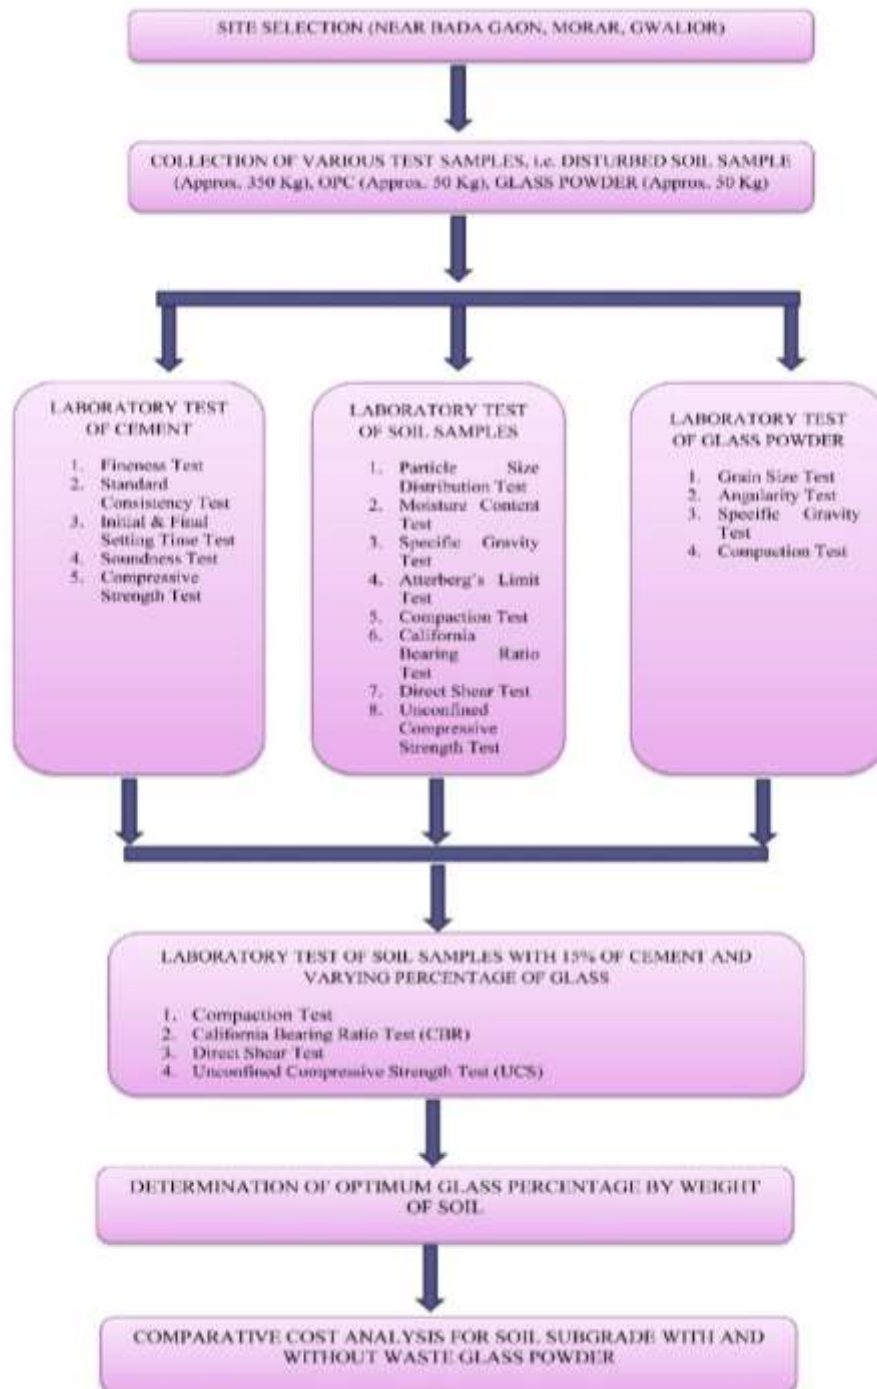 SITE SELECTION (NEAR BADA GAON, MORAR, GWALIOR)
COLLECTION OF VARIOUS TEST SAMPLES, i.e. DISTURBED SOIL SAMPLE
(Approx. 350 Kg), OPC (Approx. 50 Kg), GLASS POWDER (Approx. 50 Kg)
LABORATORY TEST
OF CEMENT
1. Fineness Test
2. Standard
Consistency Test
3. Initial & Final
Setting Time Test
4. Soundness Test
5. Compressive
Strength Test
LABORATORY TEST
OF SOIL SAMPLES
1. Particle Size
Distribution Test
2. Moisture Content
Test
3. Specific Gravity
Test
4. Atterberg's Limit
Test
5. Compaction Test
6. California
Bearing Ratio
Test
7. Direct Shear Test
8. Unconfined
Compressive
Strength Test
LABORATORY TEST
OF GLASS POWDER
1. Grain Size Test
2. Angularity Test
3. Specific Gravity
Test
4. Compaction Test
LABORATORY TEST OF SOIL SAMPLES WITH 15% OF CEMENT AND
VARYING PERCENTAGE OF GLASS
1. Compaction Test
2. California Bearing Ratio Test (CBR)
3. Direct Shear Test
4. Unconfined Compressive Strength Test (UCS)
DETERMINATION OF OPTIMUM GLASS PERCENTAGE BY WEIGHT
OF SOIL
COMPARATIVE COST ANALYSIS FOR SOIL SUBGRADE WITH AND
WITHOUT WASTE GLASS POWDER